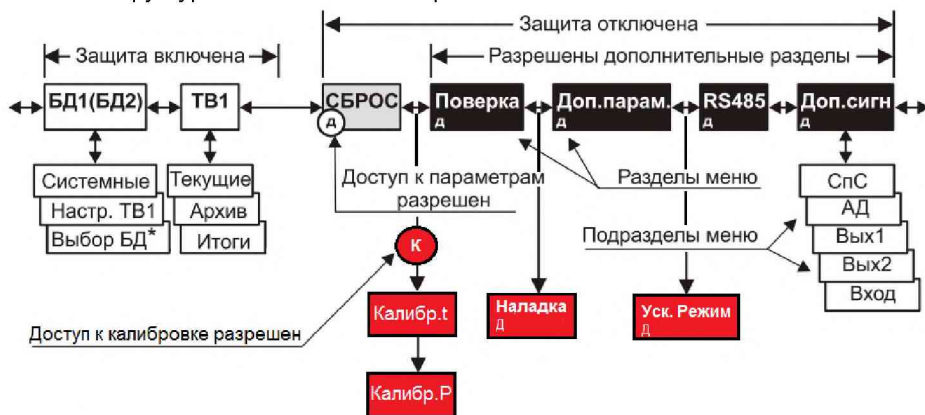 Защита отключена
Защита включена
Разрешены дополнительные разделы
БД1(БД2)
ТВ1
СБРОС
д
Поверка
д
Доп.парам.
д
RS485
д
Доп.сигн
д
Системные
Настр. ТВ1
Выбор БД*
Текущие
Архив
Итоги
Доступ к параметрам
разрешен
Разделы меню
Подразделы меню
СпС
АД
Вых1
Вых2
Вход
К
Доступ к калибровке разрешен
Калибр.t
Калибр.Р
Наладка
Д
Уск. Режим
Д